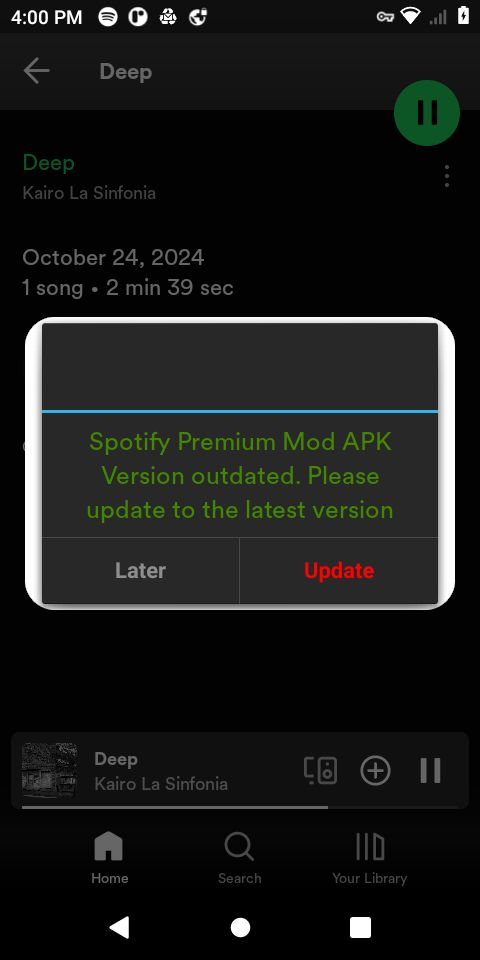 4:00 PM
Deep
Deep
Kairo La Sinfonia
October 24, 2024
1 song • 2 min 39 sec
Spotify Premium Mod APK
Version outdated. Please
update to the latest version
Later
Update
Deep
Kairo La Sinfonia
Home
Search
Your Library